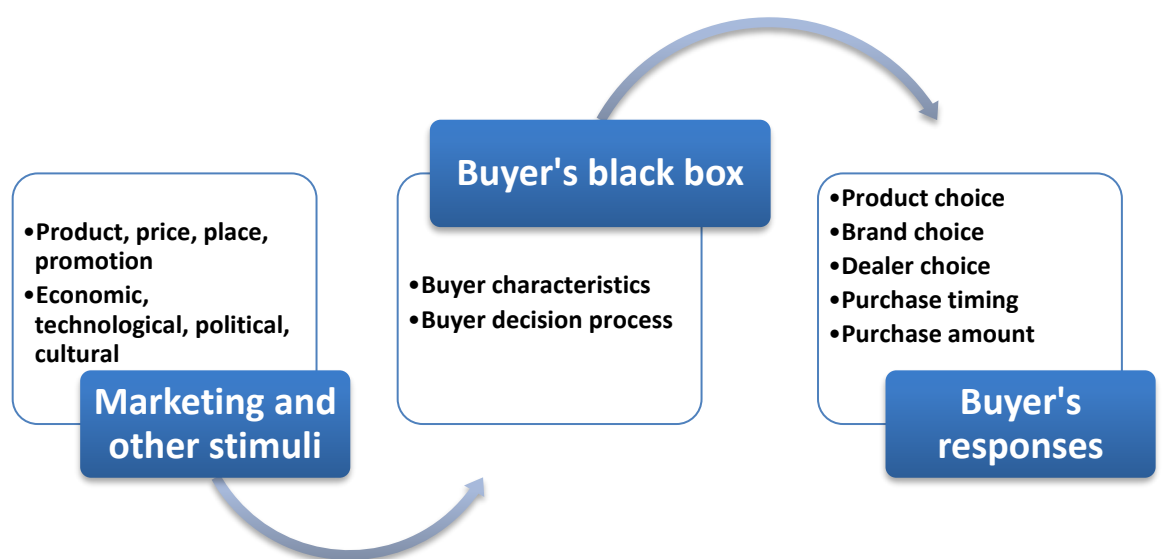 •Product, price, place,
promotion
•Economic,
technological, political,
cultural
Marketing and
other stimuli
Buyer's black box
•Buyer characteristics
•Buyer decision process
•Product choice
•Brand choice
•Dealer choice
•Purchase timing
•Purchase amount
Buyer's
responses